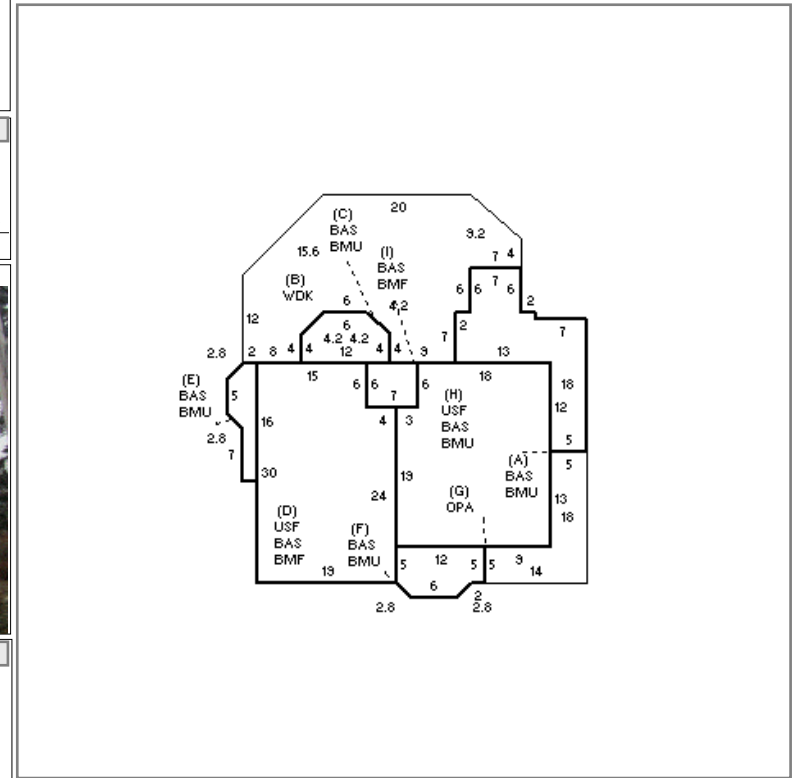 20
(C)
BAS
BMU
9.2
15.6
(I)
BAS
BMF
7 4
(B)
WDK
7
6 6 6
6
4.2
2
12
6
4.2 4.2
2
7
7
2.8
2 8 4 4 12 4 4 9
13
(E)
BAS
BMU
15
6 6
6
18
18
5
7
(H)
USF
BAS
BMU
12
16
4
3
2.8
5
7
(A)
BAS
BMU
5
30
19
24
(G)
OPA
13
18
(D)
USF
BAS
BMF
(F)
BAS
BMU
5
12
5 5
9
14
19
6
2
2.8
2.8